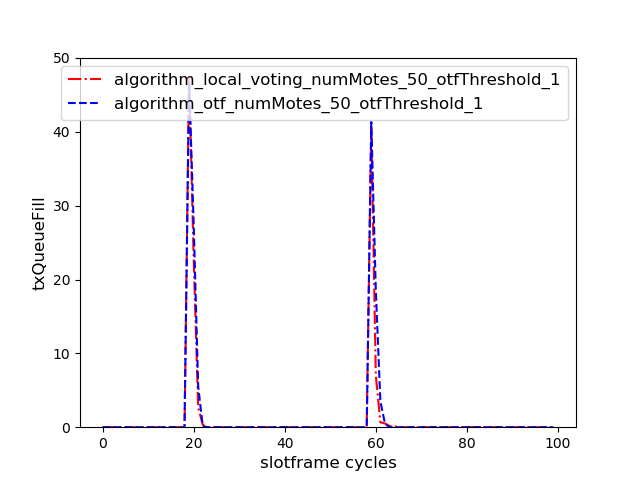 50
40
30
20
10
0
txQueueFill
algorithm_local_voting_numMotes_50_otfThreshold_1
algorithm_otf_numMotes_50_otfThreshold_1
0 20 40 60 80 100
slotframe cycles